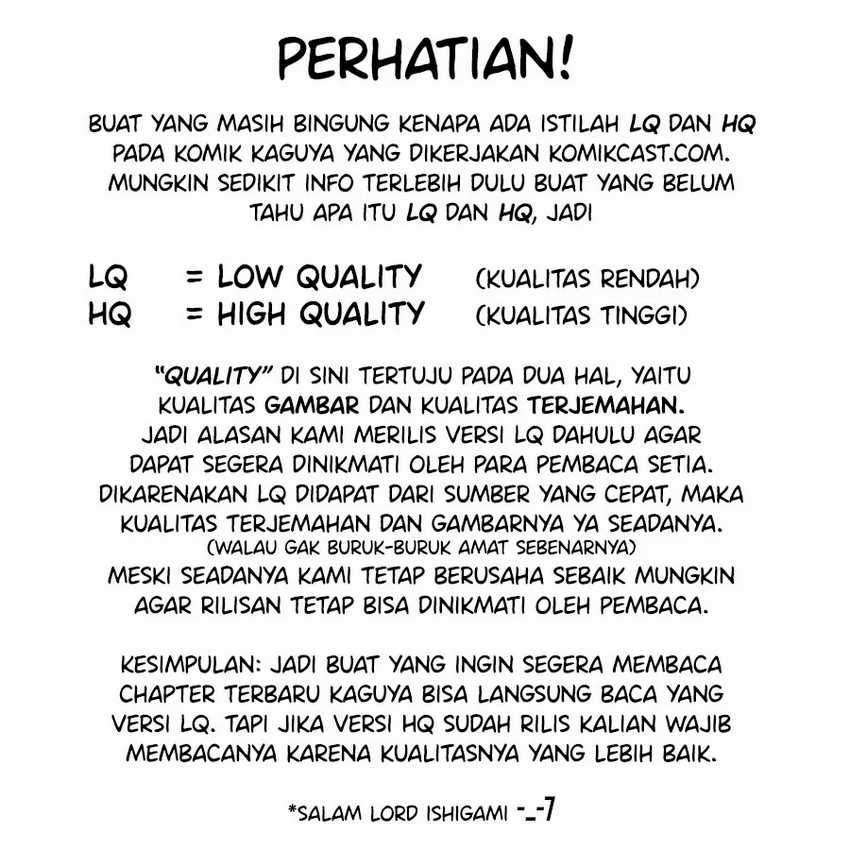 PERHATIAN!
BUAT YANG MASIH BINGUNG KENAPA ADA ISTILAH LQ DAN HQ
PADA KOMIK KAGUYA YANG DIKERJAKAN KOMIKCAST.COM.
MUNGKIN SEDIKIT INFO TERLEBIH DULU BUAT YANG BELUM
TAHU APA ITU LQ DAN HQ, JADI
LQ = LOW QUALITY (KUALITAS RENDAH)
HQ = HIGH QUALITY (KUALITAS TINGGI)
"QUALITY" DI SINI TERTUJU PADA DUA HAL, YAITU
KUALITAS GAMBAR DAN KUALITAS TERJEMAHAN.
JADI ALASAN KAMI MERILIS VERSI LQ DAHULU AGAR
DAPAT SEGERA DINIKMATI OLEH PARA PEMBACA SETIA.
DIKARENAKAN LQ DIDAPAT DARI SUMBER YANG CEPAT, MAKA
KUALITAS TERJEMAHAN DAN GAMBARNYA YA SEADANYA.
(WALAU GAK BURUK-BURUK AMAT SEBENARNYA)
MESKI SEADANYA KAMI TETAP BERUSAHA SEBAIK MUNGKIN
AGAR RILISAN TETAP BISA DINIKMATI OLEH PEMBACA.
KESIMPULAN: JADI BUAT YANG INGIN SEGERA MEMBACA
CHAPTER TERBARU KAGUYA BISA LANGSUNG BACA YANG
VERSI LQ. TAPI JIKA VERSI HQ SUDAH RILIS KALIAN WAJIB
MEMBACANYA KARENA KUALITASNYA YANG LEBIH BAIK.
*SALAM LORD ISHIGAMI -_-7